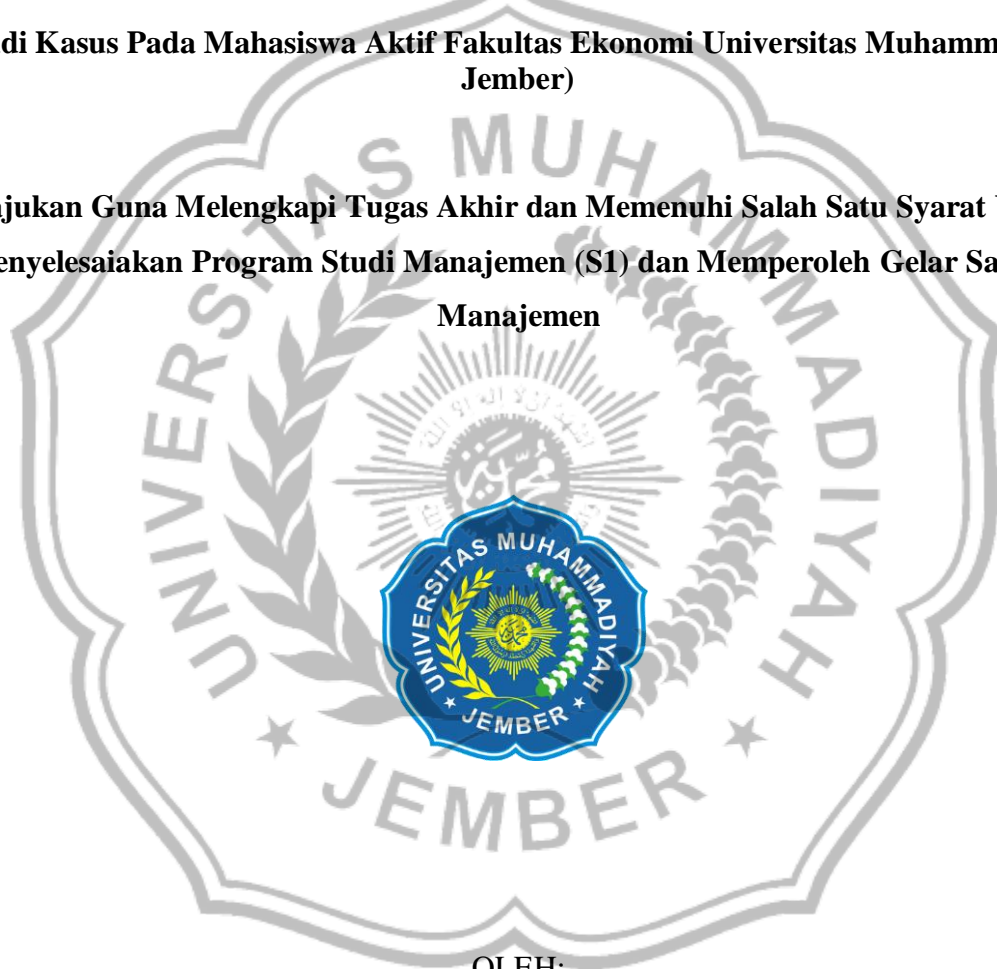 di Kasus Pada Mahasiswa Aktif Fakultas Ekonomi Universitas Muhamm
Jember)
jukan Guna Melengkapi Tugas Akhir dan Memenuhi Salah Satu Syarat
enyelesaiakan Program Studi Manajemen (S1) dan Memperoleh Gelar Sa
Manajemen
UNIVERSITAS MUHAMMADIYAH
JEMBER
UNIVERSITAS MUHAMMADIYAH
JEMBER
OLEH: